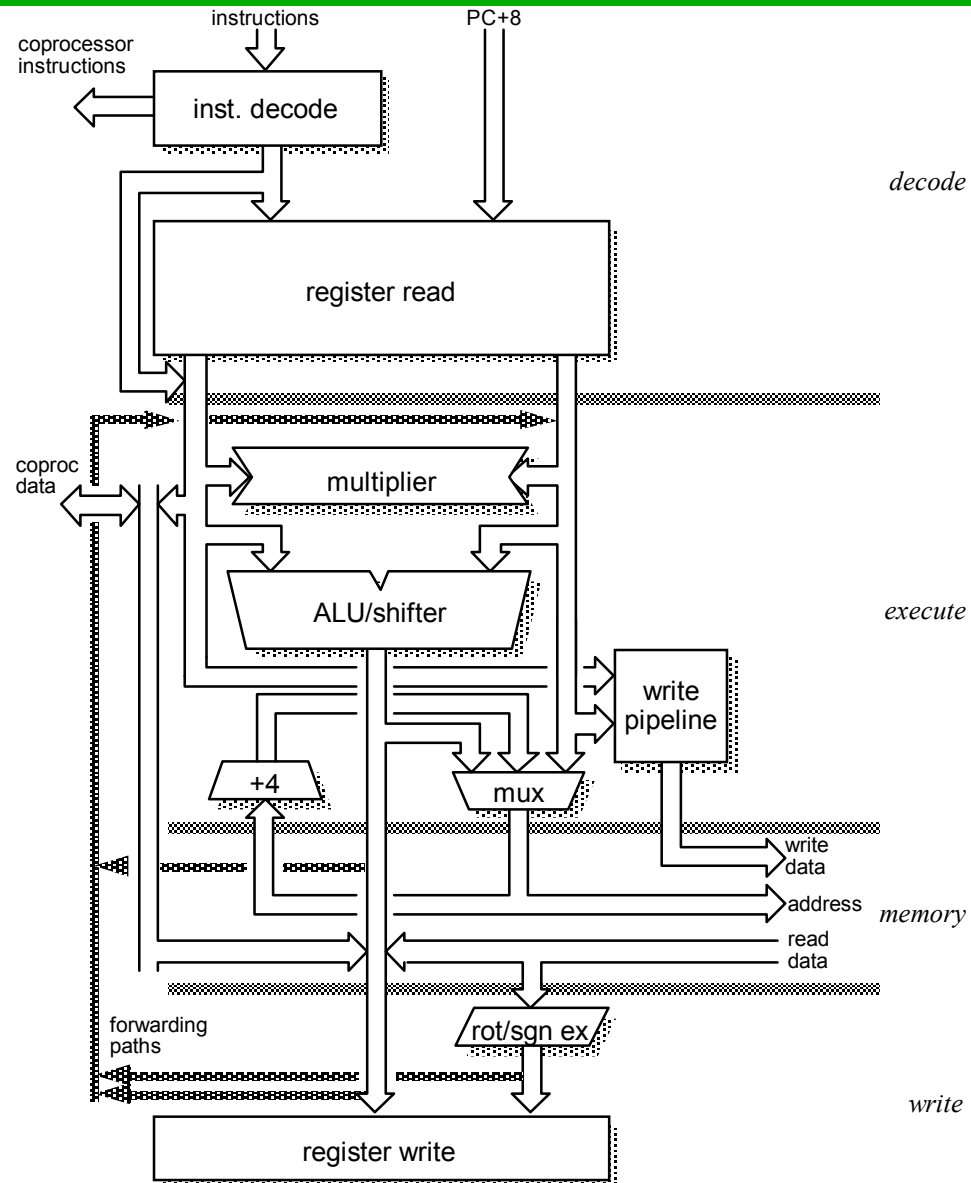 instructions
PC+8
coprocessor
instructions
inst. decode
decode
register read
coproc
data
multiplier
ALU/shifter
execute
write
pipeline
+4
mux
write
data
address
memory
read
data
rot/sgn ex
forwarding
paths
write
register write